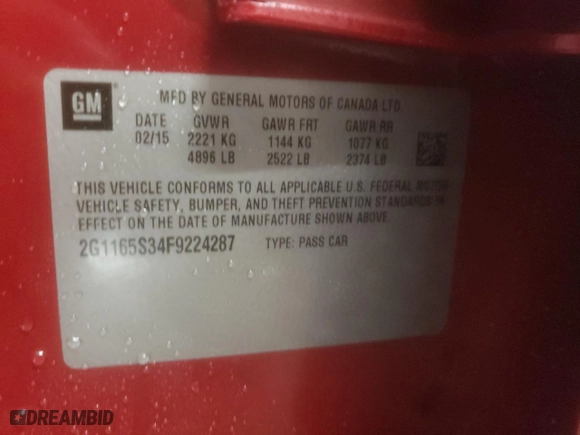 GM
MFD BY GENERAL MOTORS OF CANADA LTD.
DATE GVWR GAWR FRT GAWR RR
02/15 2221 KG 1144 KG 1077 KG
4896 LB 2522 LB 2374 LB
THIS VEHICLE CONFORMS TO ALL APPLICABLE U.S. FEDERAL MOTOR
VEHICLE SAFETY, BUMPER, AND THEFT PREVENTION STANDARDS IN
EFFECT ON THE DATE OF MANUFACTURE SHOWN ABOVE.
2G1165S34F9224287 TYPE: PASS CAR
DREAMBID